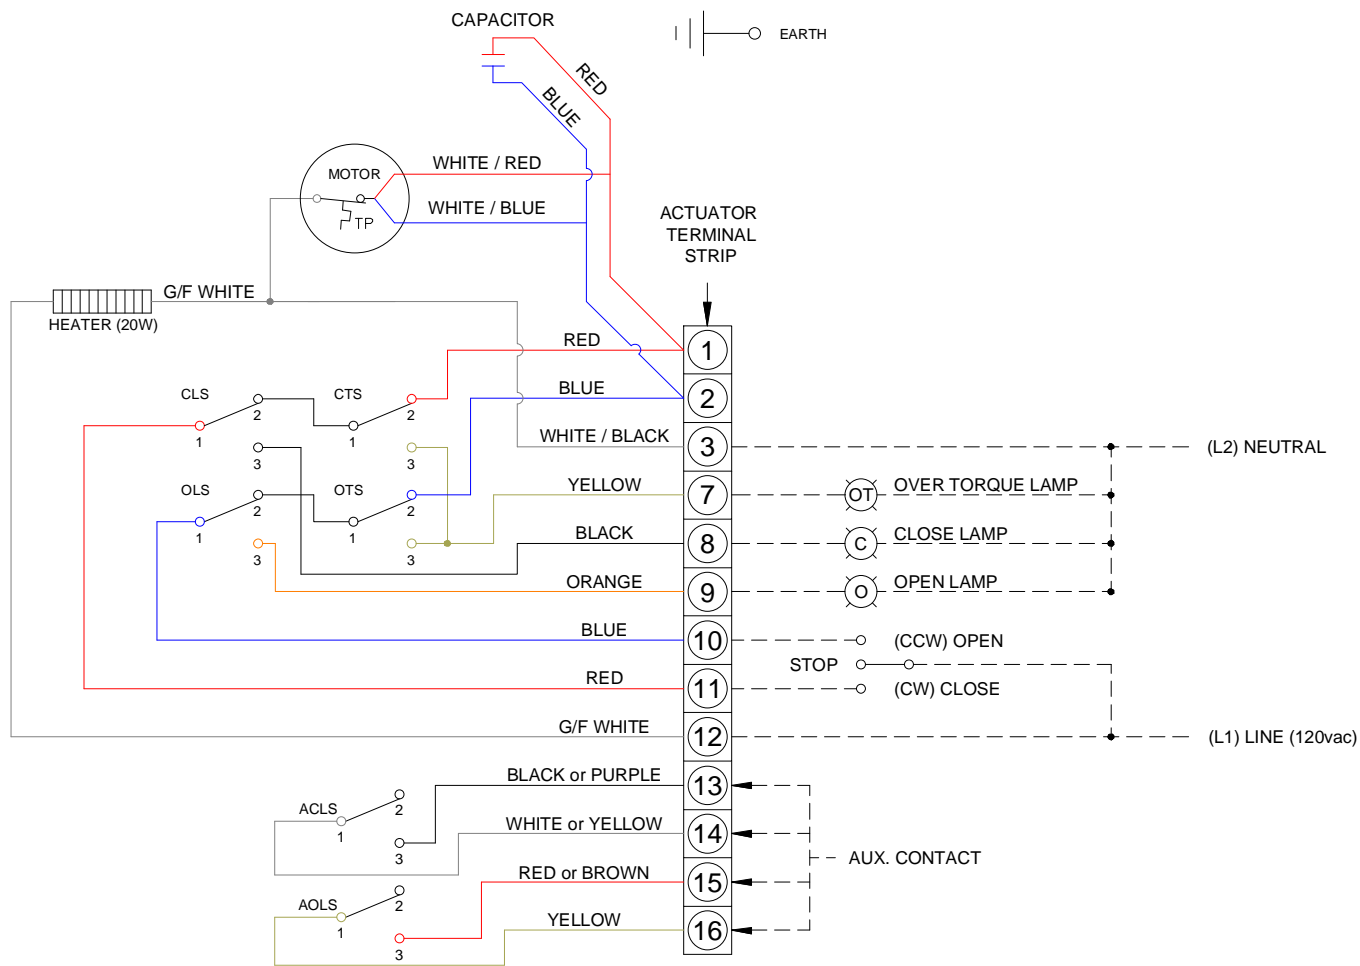 CAPACITOR
EARTH
RED
BLUE
MOTOR
TP
WHITE / RED
WHITE / BLUE
ACTUATOR
TERMINAL
STRIP
G/F WHITE
HEATER (20W)
RED
1
CLS
1
2
3
CTS
1
2
3
BLUE
2
WHITE / BLACK
3
(L2) NEUTRAL
OLS
1
2
3
OTS
1
2
3
YELLOW
7
OT
OVER TORQUE LAMP
BLACK
8
C
CLOSE LAMP
ORANGE
9
O
OPEN LAMP
BLUE
10
(CCW) OPEN
STOP
RED
11
(CW) CLOSE
G/F WHITE
12
(L1) LINE (120vac)
BLACK or PURPLE
13
ACLS
1
2
3
WHITE or YELLOW
14
AUX. CONTACT
RED or BROWN
15
AOLS
1
2
3
YELLOW
16